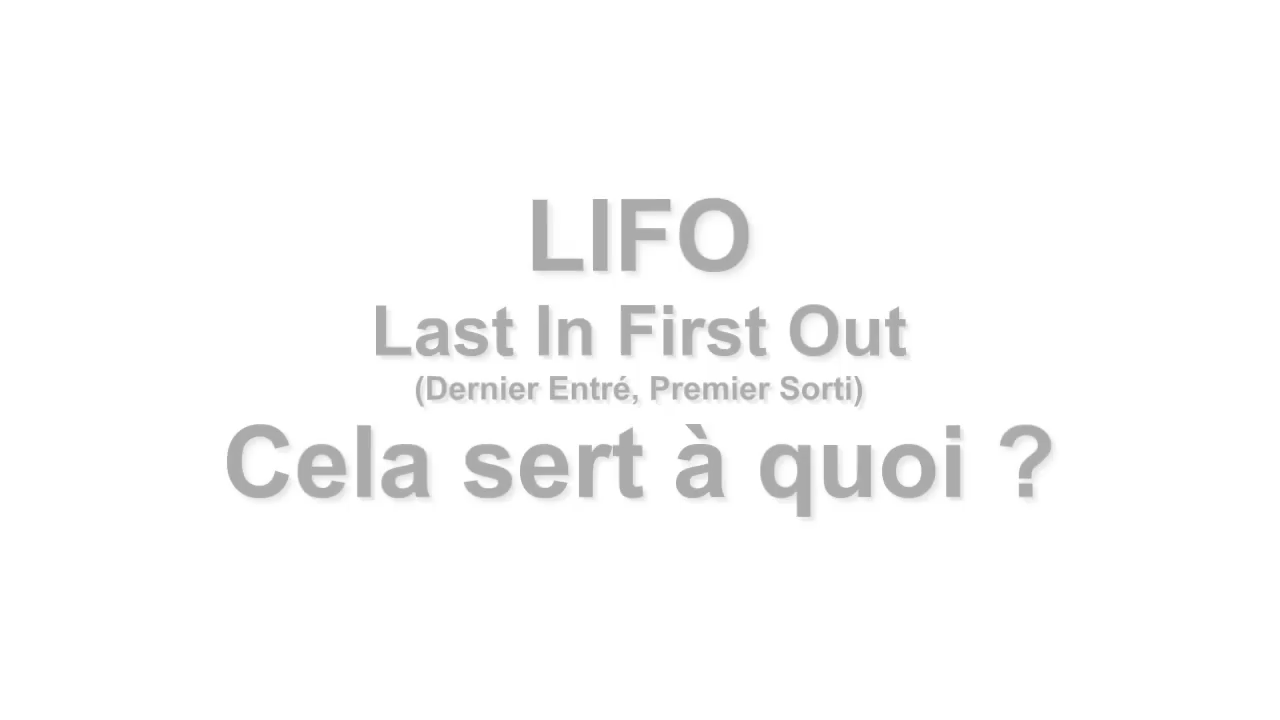 LIFO
Last In First Out
(Dernier Entré, Premier Sorti)
Cela sert à quoi ?